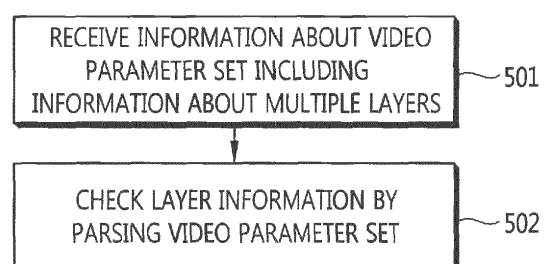 RECEIVE INFORMATION ABOUT VIDEO
PARAMETER SET INCLUDING
INFORMATION ABOUT MULTIPLE LAYERS
501
CHECK LAYER INFORMATION BY
PARSING VIDEO PARAMETER SET
502